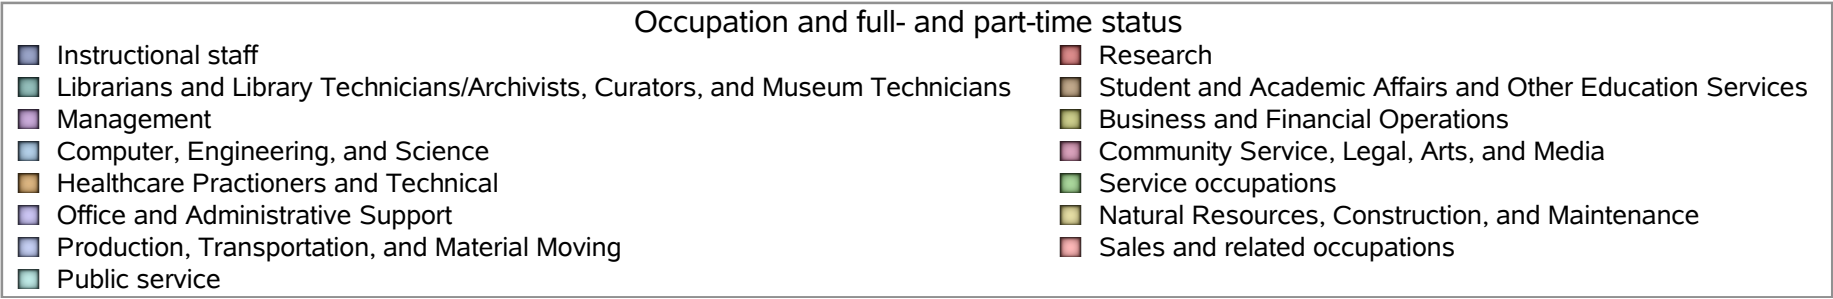 Occupation and full- and part-time status
Instructional staff
Research
Librarians and Library Technicians/Archivists, Curators, and Museum Technicians
Student and Academic Affairs and Other Education Services
Management
Business and Financial Operations
Computer, Engineering, and Science
Community Service, Legal, Arts, and Media
Healthcare Practioners and Technical
Service occupations
Office and Administrative Support
Natural Resources, Construction, and Maintenance
Production, Transportation, and Material Moving
Sales and related occupations
Public service